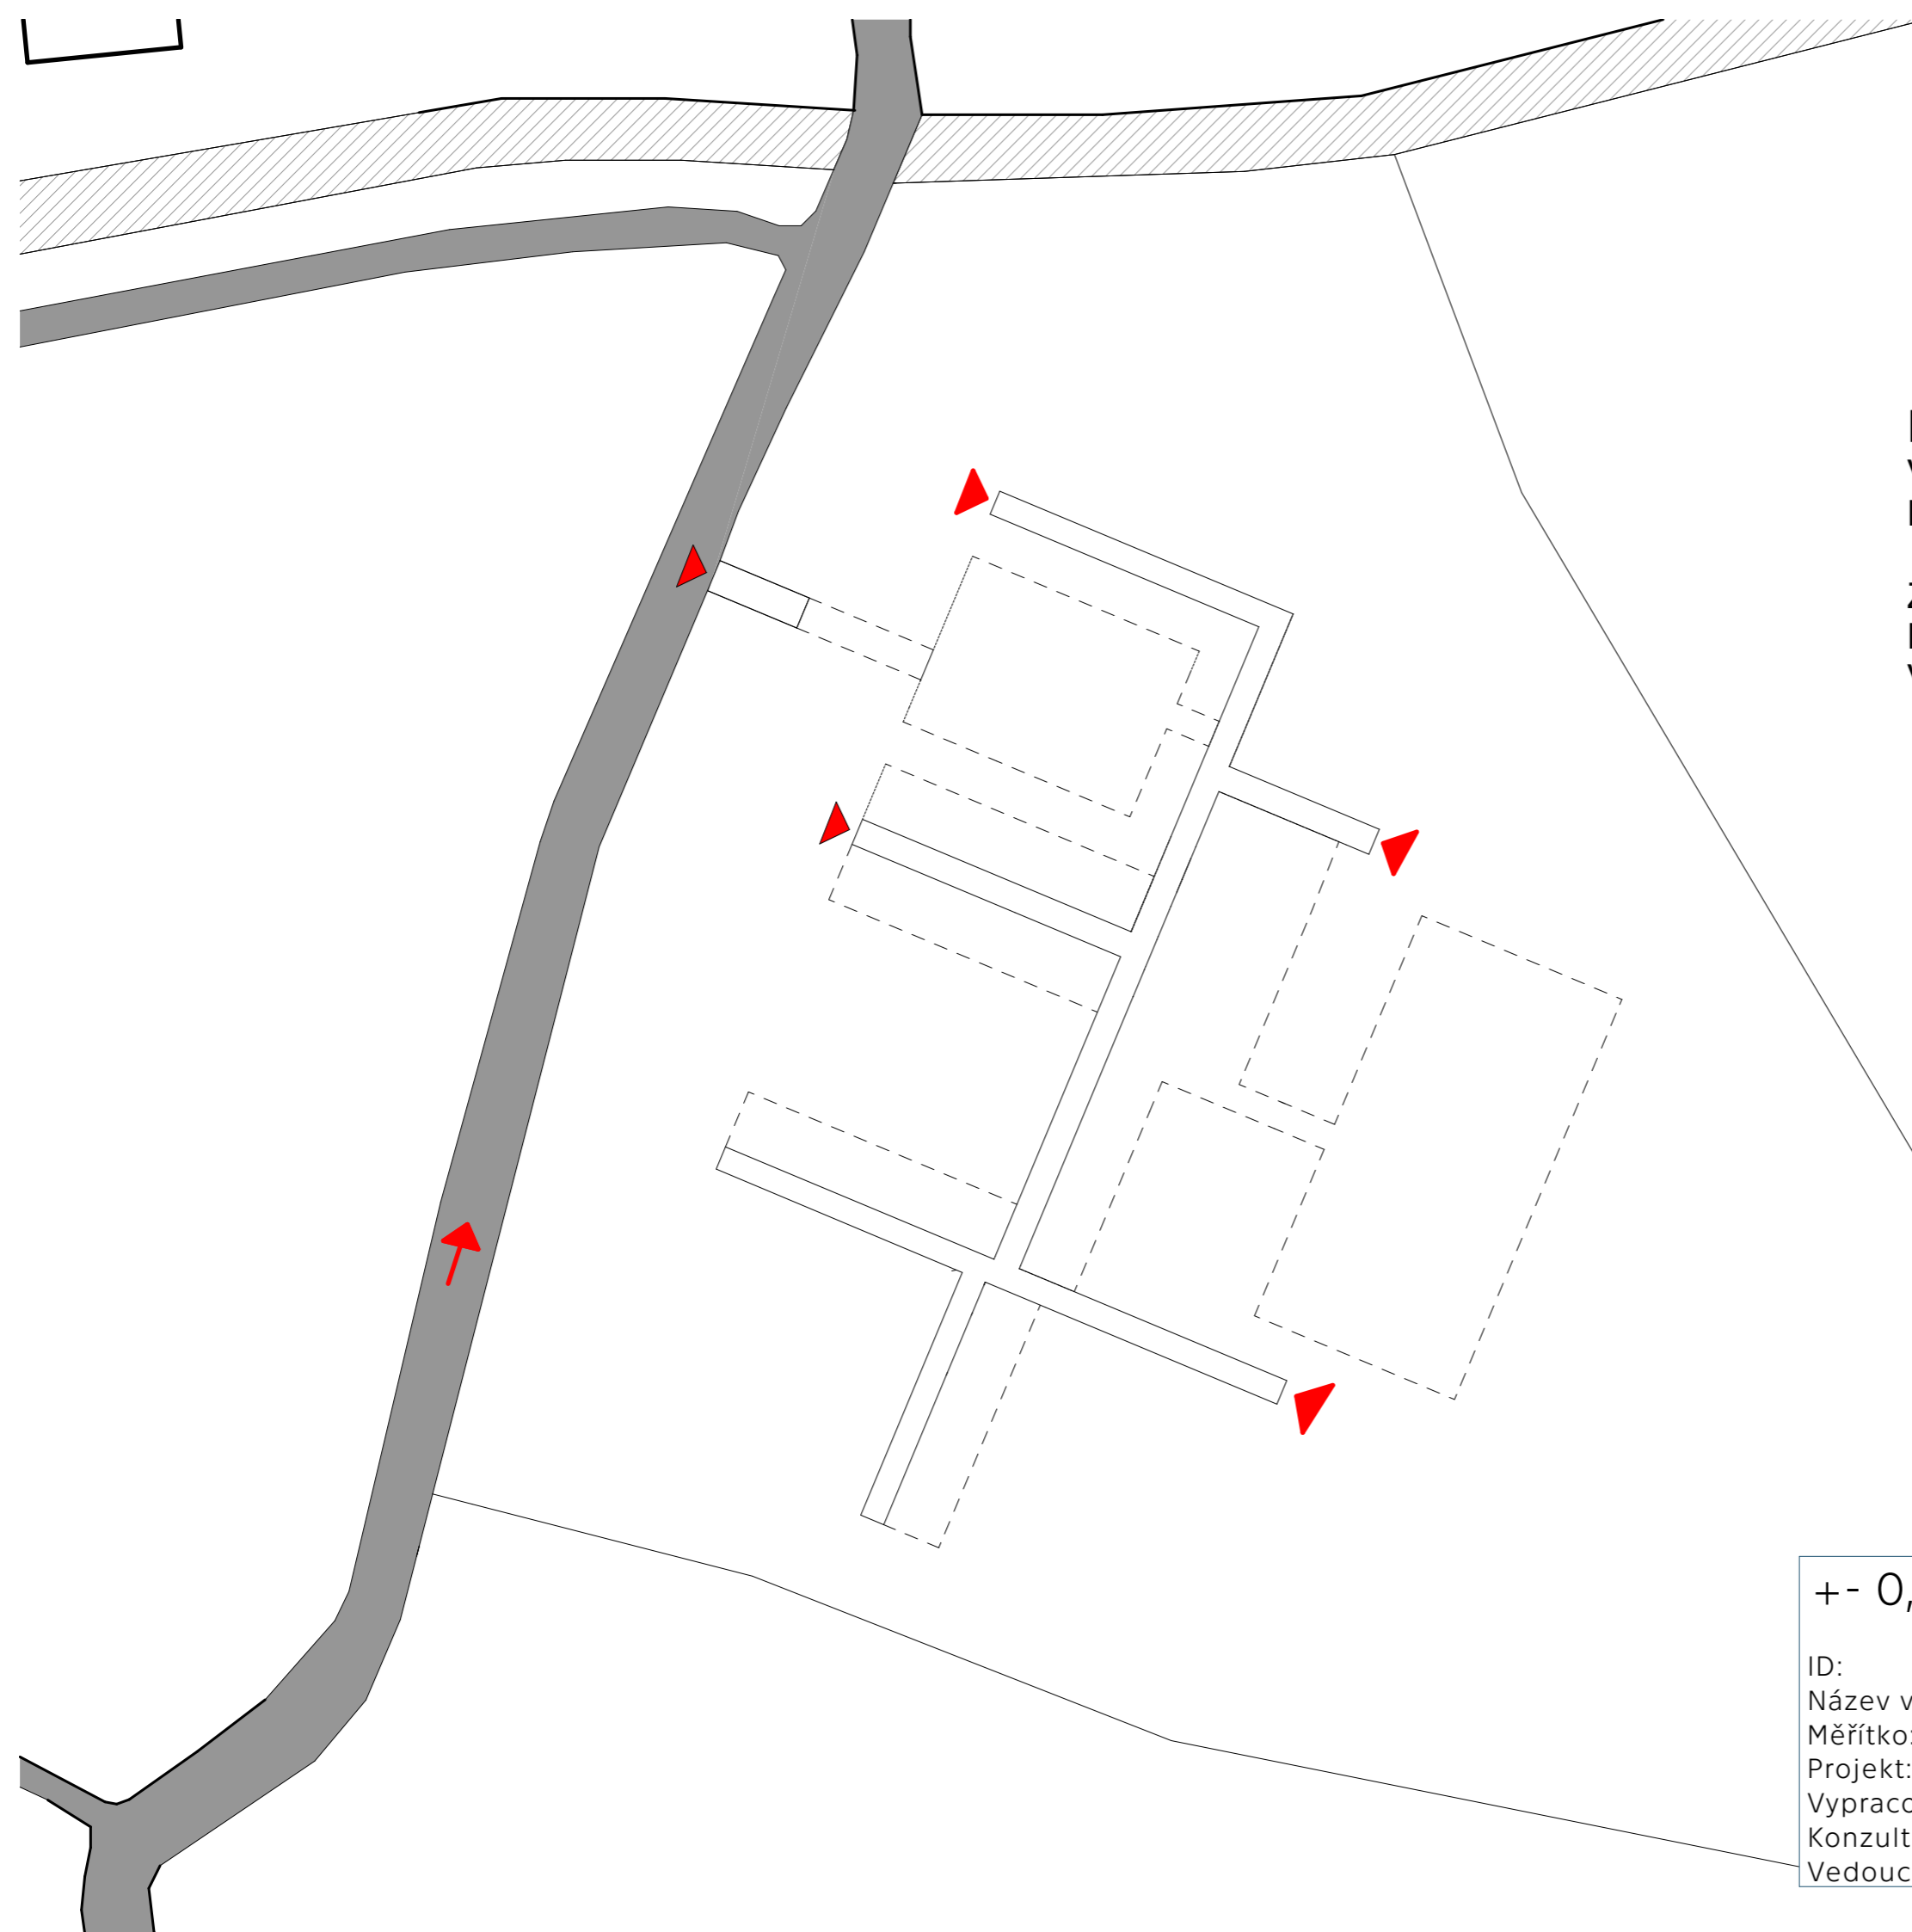 +- 0,
ID:
Název v
Měřítko:
Projekt:
Vypraco
Konzult
Vedouc